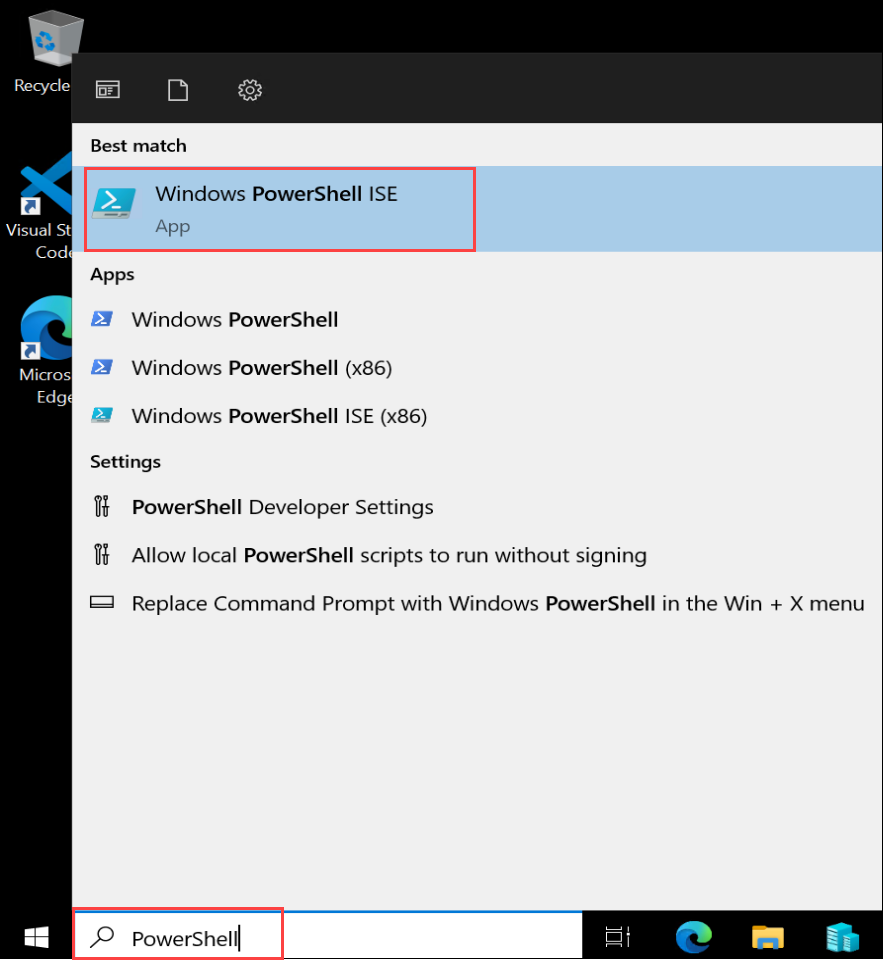 Recycle
Visual St
Code
Micros
Edge
Best match
Windows PowerShell ISE
App
Apps
Windows PowerShell
Windows PowerShell (x86)
Windows PowerShell ISE (x86)
Settings
PowerShell Developer Settings
Allow local PowerShell scripts to run without signing
Replace Command Prompt with Windows PowerShell in the Win + X menu
PowerShell